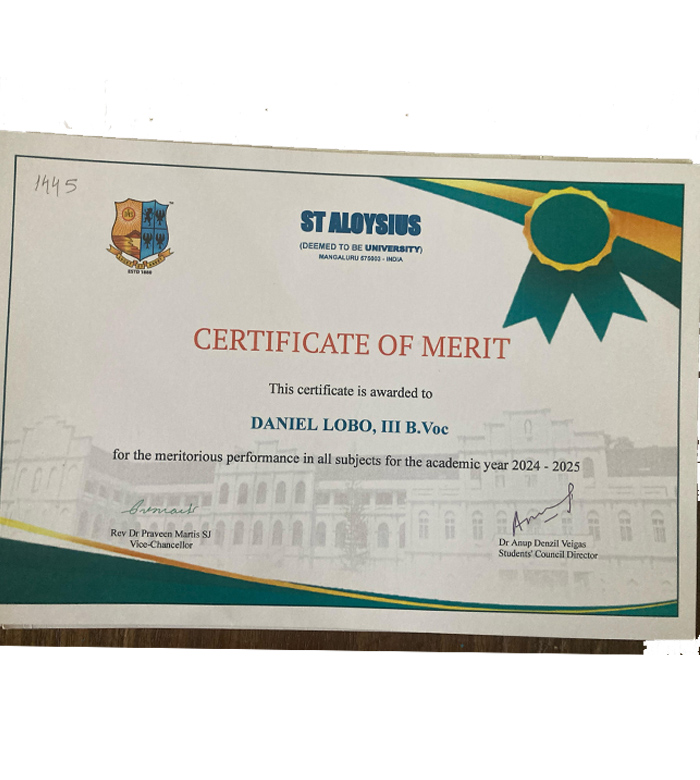 1445
ESTD 1880
ST ALOYSIUS
(DEEMED TO BE UNIVERSITY)
MANGALURU 575003 - INDIA
CERTIFICATE OF MERIT
This certificate is awarded to
DANIEL LOBO, III B.Voc
for the meritorious performance in all subjects for the academic year 2024 - 2025
Rev Dr Praveen Martis SJ
Vice-Chancellor
Dr Anup Denzil Veigas
Students' Council Director